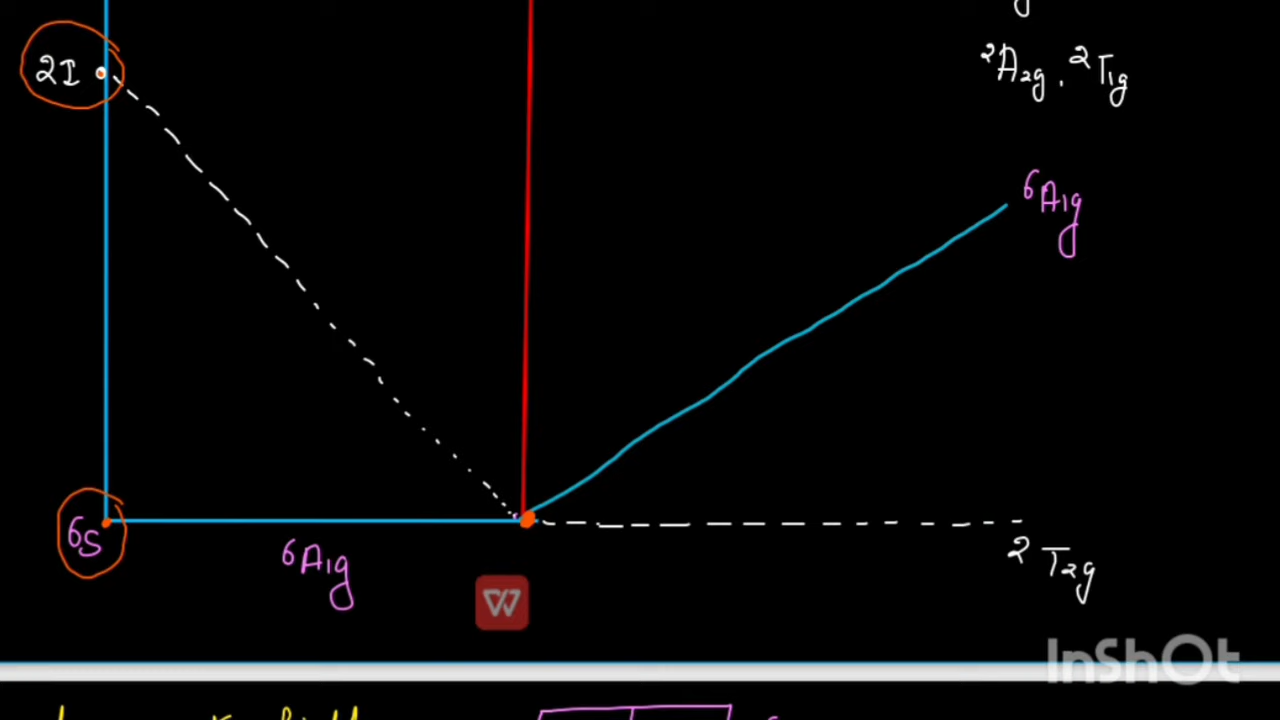 2I
²A₂g, ²T₁g
⁶A₁g
⁶S
⁶A₁g
²T₂g
W
InShOt